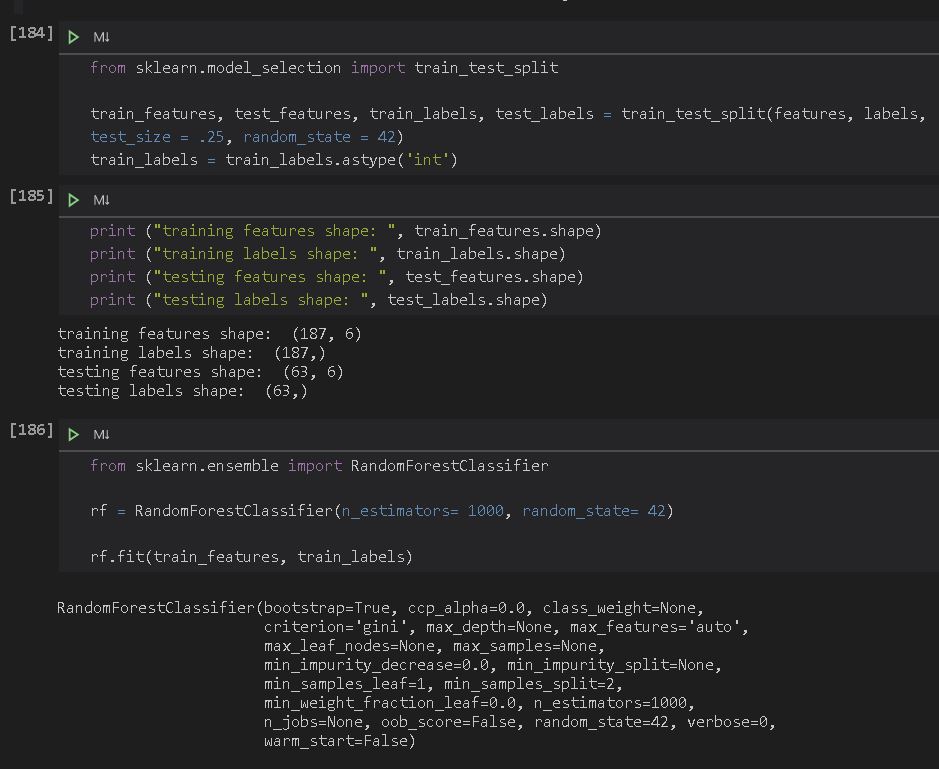 [184]
M↓
from sklearn.model_selection import train_test_split
train_features, test_features, train_labels, test_labels = train_test_split(features, labels,
test_size = .25, random_state = 42)
train_labels = train_labels.astype('int')
[185]
M↓
print ("training features shape: ", train_features.shape)
print ("training labels shape: ", train_labels.shape)
print ("testing features shape: ", test_features.shape)
print ("testing labels shape: ", test_labels.shape)
training features shape:  (187, 6)
training labels shape:  (187,)
testing features shape:  (63, 6)
testing labels shape:  (63,)
[186]
M↓
from sklearn.ensemble import RandomForestClassifier
rf = RandomForestClassifier(n_estimators= 1000, random_state= 42)
rf.fit(train_features, train_labels)
RandomForestClassifier(bootstrap=True, ccp_alpha=0.0, class_weight=None,
criterion='gini', max_depth=None, max_features='auto',
max_leaf_nodes=None, max_samples=None,
min_impurity_decrease=0.0, min_impurity_split=None,
min_samples_leaf=1, min_samples_split=2,
min_weight_fraction_leaf=0.0, n_estimators=1000,
n_jobs=None, oob_score=False, random_state=42, verbose=0,
warm_start=False)